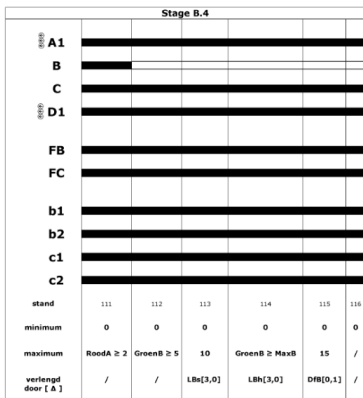 Stage B.4
A1
B
C
D1
FB
FC
b1
b2
c1
c2
stand 111 112 113 114 115 116
minimum 0 0 0 0 0 0
maximum RoodA ≥ 2 GroenB ≥ 5 10 GroenB ≥ MaxB 15 /
verlengd
door [ Δ ] / / LBs[3,0] LBh[3,0] DfB[0,1] /